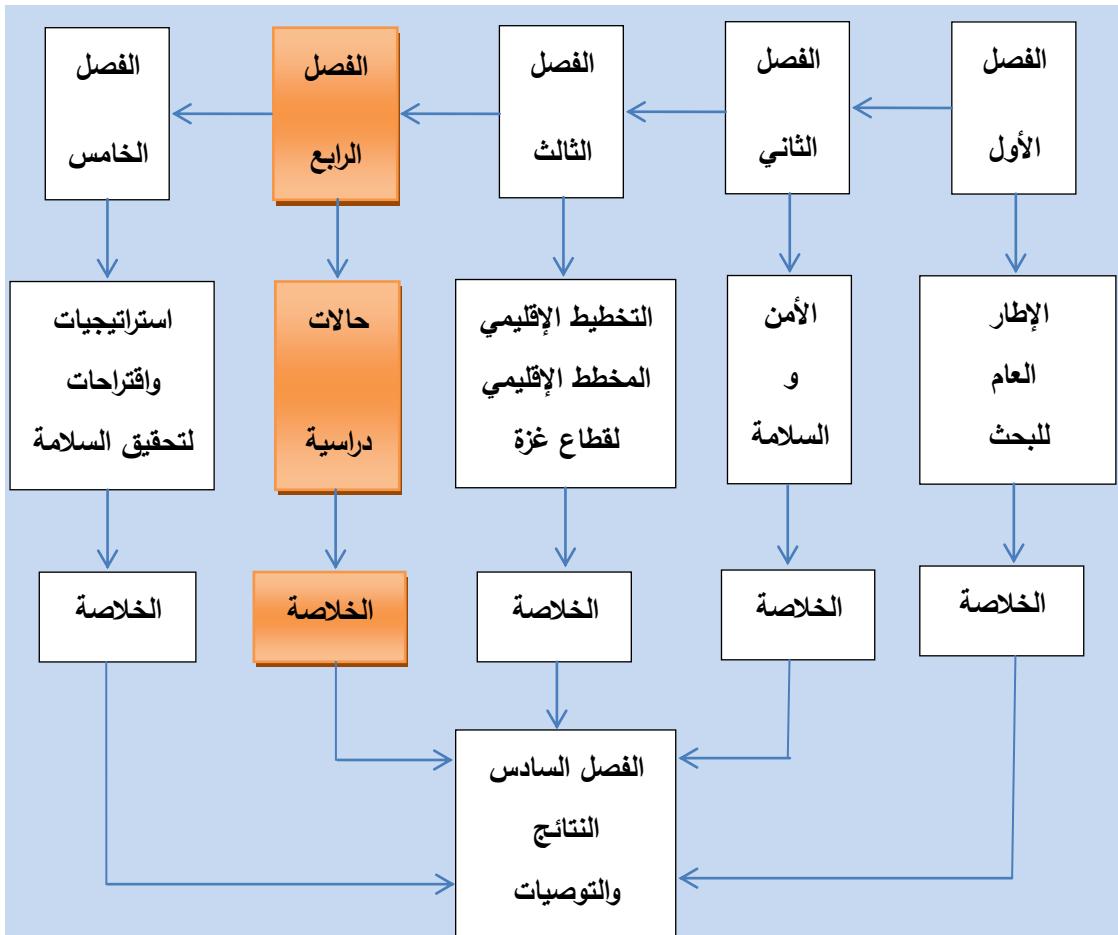 الفصل
الأول
الفصل
الثاني
الفصل
الثالث
الفصل
الرابع
الفصل
الخامس
الإطار
العام
للبحث
الأمن
و
السلامة
التخطيط الإقليمي
المخطط الإقليمي
لقطاع غزة
حالات
دراسية
استراتيجيات
واقتراحات
لتحقيق السلامة
الخلاصة
الخلاصة
الخلاصة
الخلاصة
الخلاصة
الفصل السادس
النتائج
والتوصيات